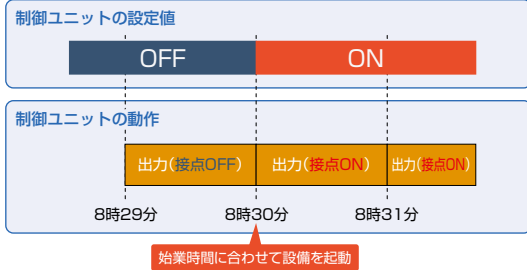 制御ユニットの設定値
OFF ON
制御ユニットの動作
出力(接点OFF) 出力(接点ON) 出力(接点ON)
8時29分 8時30分 8時31分
始業時間に合わせて設備を起動